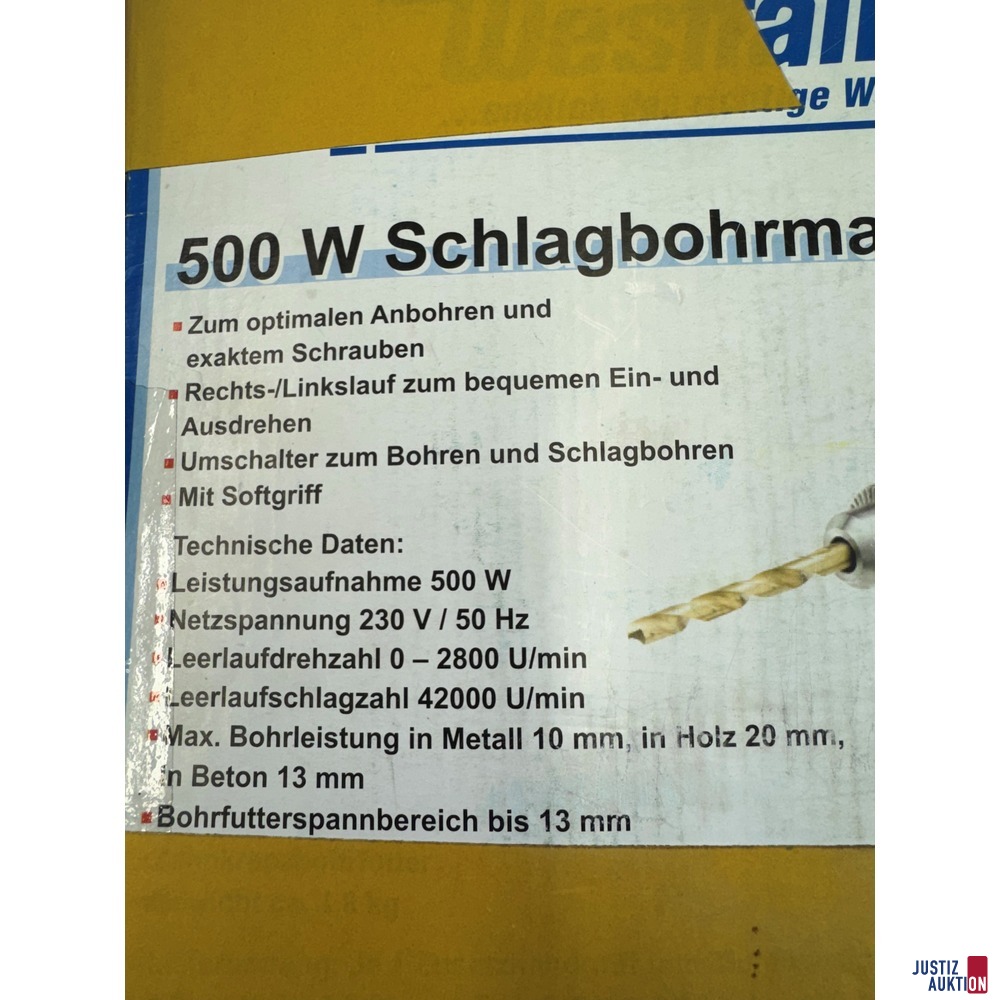 500 W Schlagbohrma
Zum optimalen Anbohren und
exaktem Schrauben
Rechts-/Linkslauf zum bequemen Ein- und
Ausdrehen
Umschalter zum Bohren und Schlagbohren
Mit Softgriff
Technische Daten:
Leistungsaufnahme 500 W
Netzspannung 230 V / 50 Hz
Leerlaufdrehzahl 0 – 2800 U/min
Leerlaufschlagzahl 42000 U/min
Max. Bohrleistung in Metall 10 mm, in Holz 20 mm,
in Beton 13 mm
Bohrfutterspannbereich bis 13 mm
JUSTIZ
AUKTION